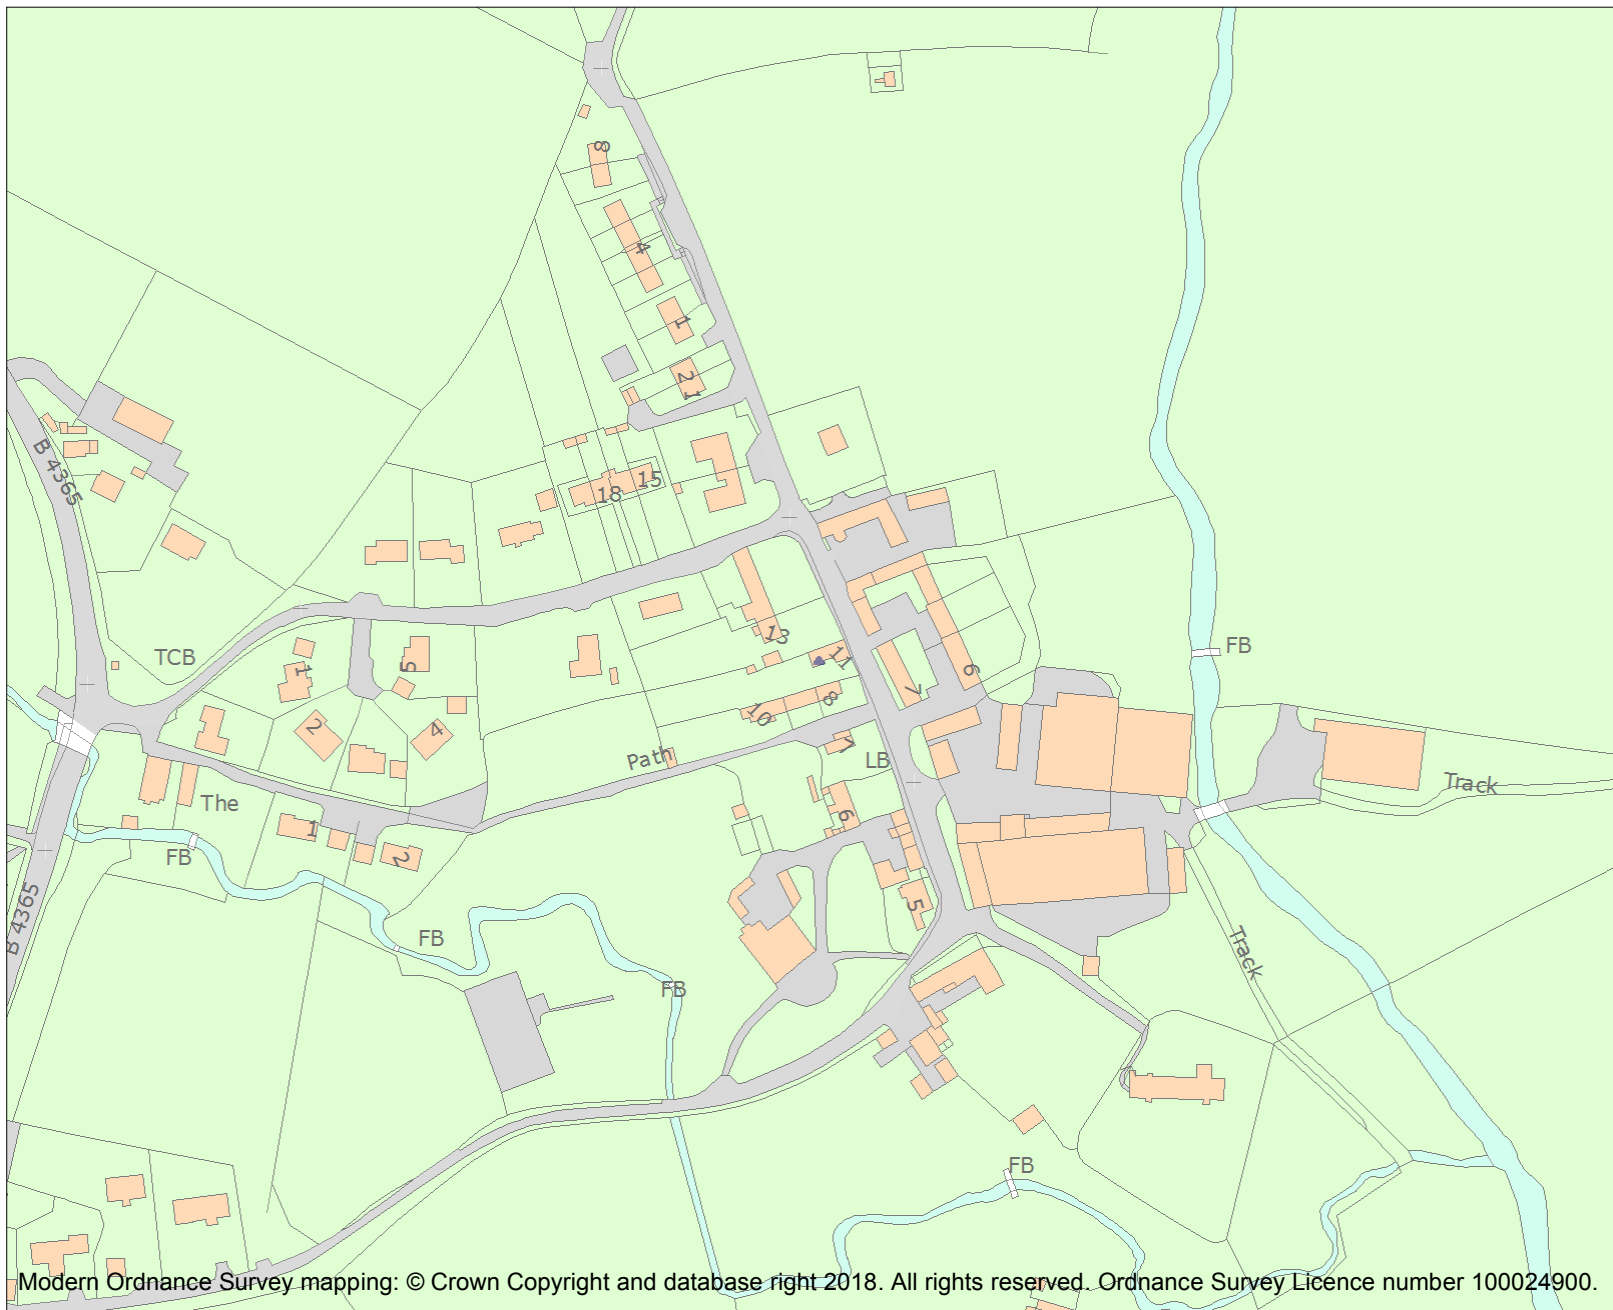 8
4
1
2 1
15
18
B 4365
TCB
1
5
13
11
6
FB
2
4
7
8
10
Path
7
LB
Track
The
1
6
2
FB
5
B 4365
FB
Track
FB
FB
Modern Ordnance Survey mapping: © Crown Copyright and database right 2018. All rights reserved. Ordnance Survey Licence number 100024900.